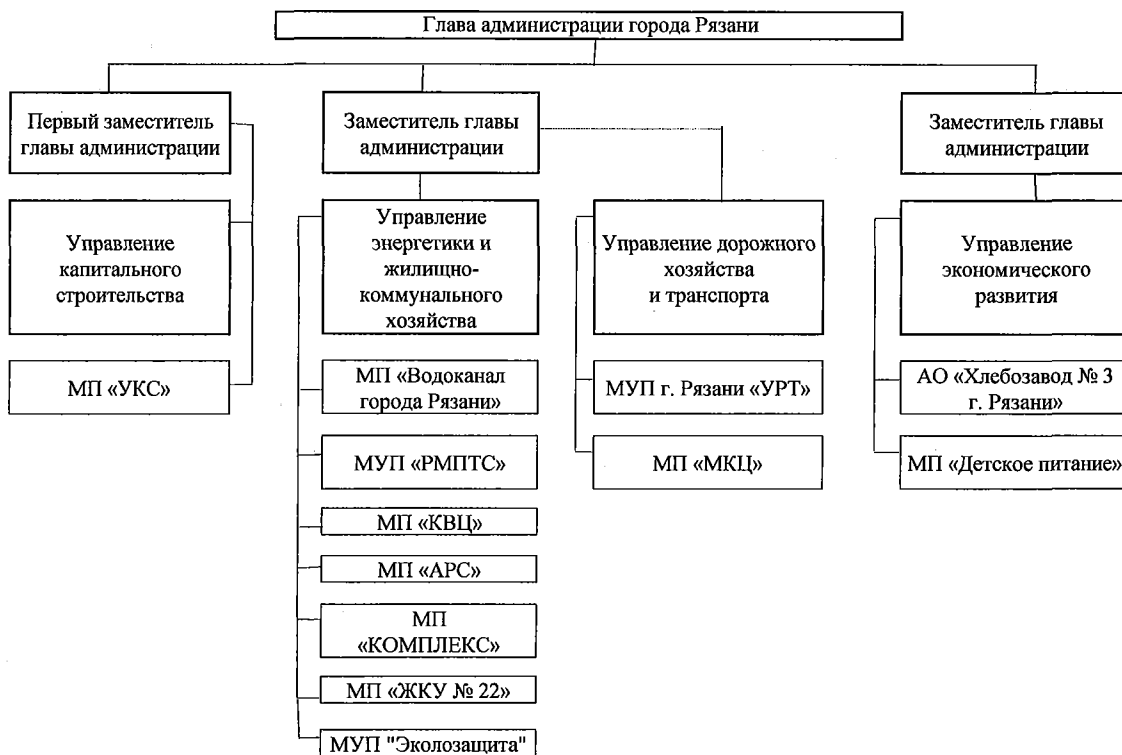 Глава администрации города Рязани
Первый заместитель
главы администрации
Управление
капитального
строительства
МП «УКС»
Заместитель главы
администрации
Управление
энергетики и
жилищно-
коммунального
хозяйства
МП «Водоканал
города Рязани»
МУП «РМПТС»
МП «КВЦ»
МП «АРС»
МП
«КОМПЛЕКС»
МП «ЖКУ № 22»
МУП "Эколозащита"
Управление дорожного
хозяйства
и транспорта
МУП г. Рязани «УРТ»
МП «МКЦ»
Заместитель главы
администрации
Управление
экономического
развития
АО «Хлебозавод № 3
г. Рязани»
МП «Детское питание»